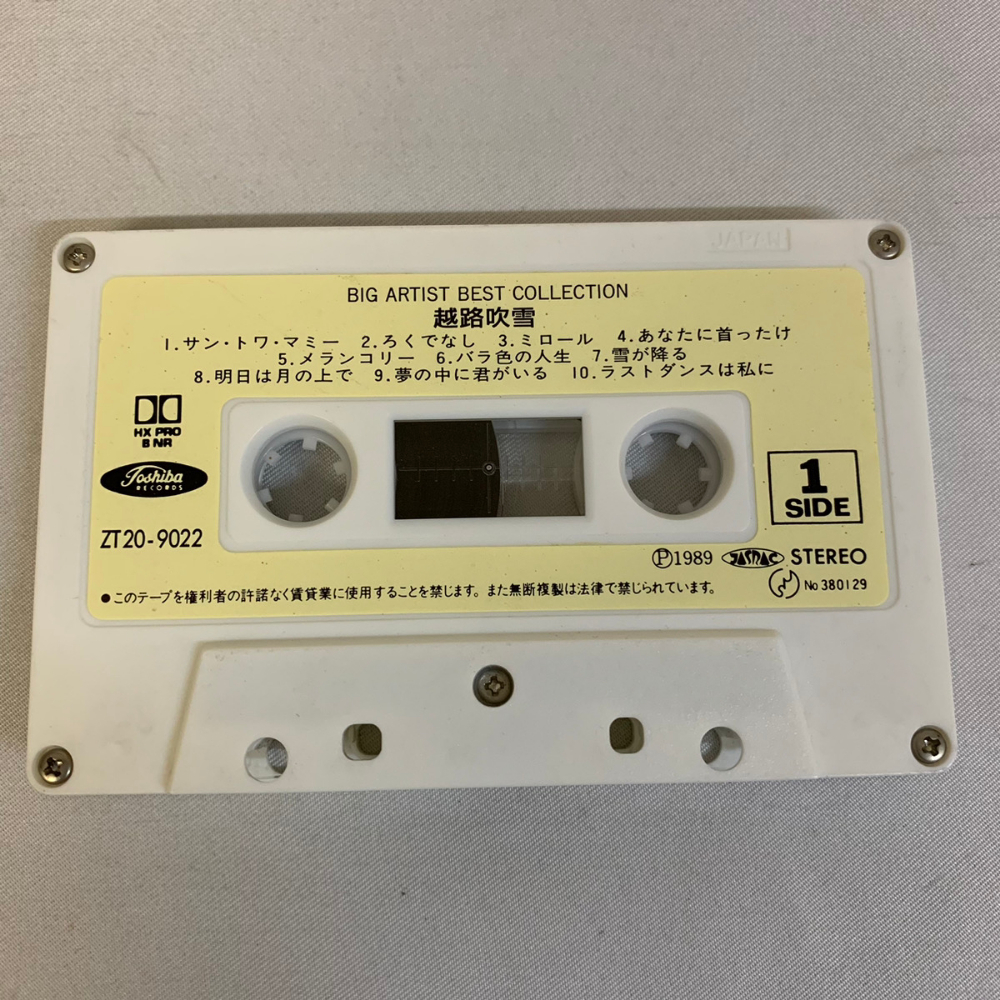 JAPAN
BIG ARTIST BEST COLLECTION
越路吹雪
1.サン・トワ・マミー 2.ろくでなし 3.ミロール 4.あなたに首ったけ
5.メランコリー 6.バラ色の人生 7.雪が降る
8.明日は月の上で 9.夢の中に君がいる 10.ラストダンスは私に
HX PRO
B NR
Toshiba
RECORDS
ZT20-9022
1
SIDE
Ⓟ1989 JASRAC STEREO
No 380129
●このテープを権利者の許諾なく賃貸業に使用することを禁じます。また無断複製は法律で禁じられています。